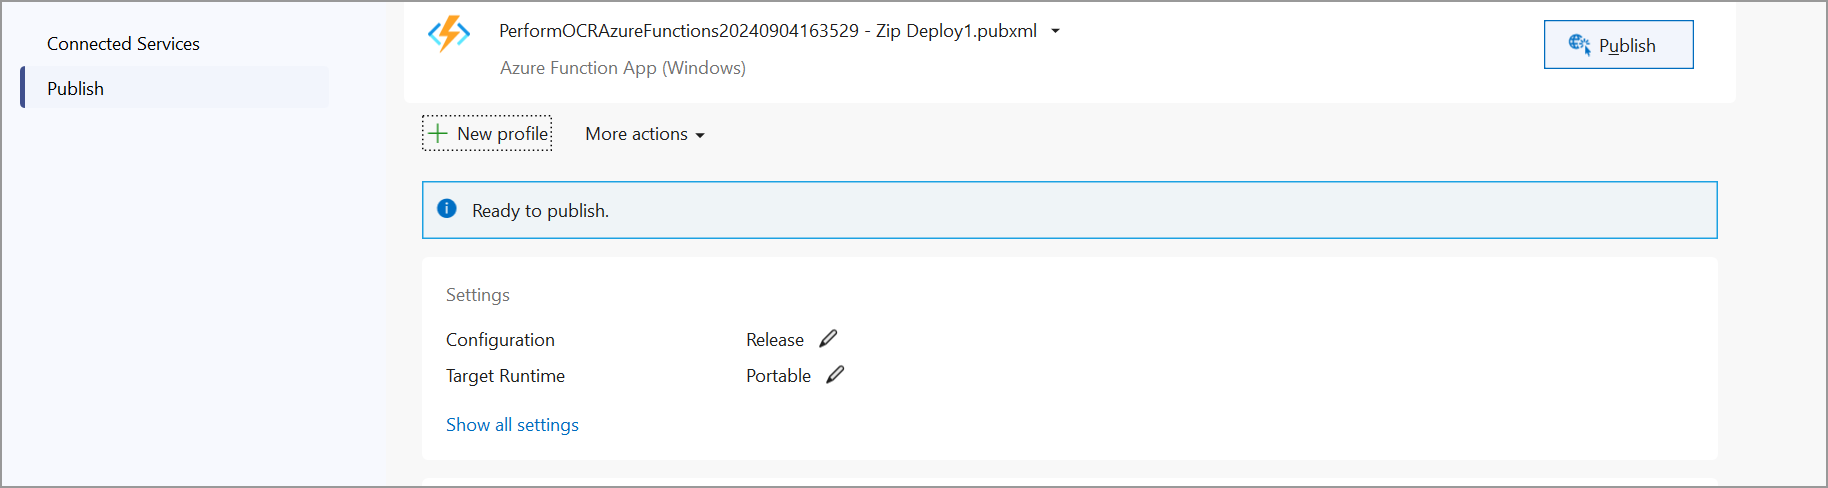 Connected Services
Publish
PerformOCRAzureFunctions20240904163529 - Zip Deploy1.pubxml
Azure Function App (Windows)
Publish
New profile
More actions
Ready to publish.
Settings
Configuration Release
Target Runtime Portable
Show all settings